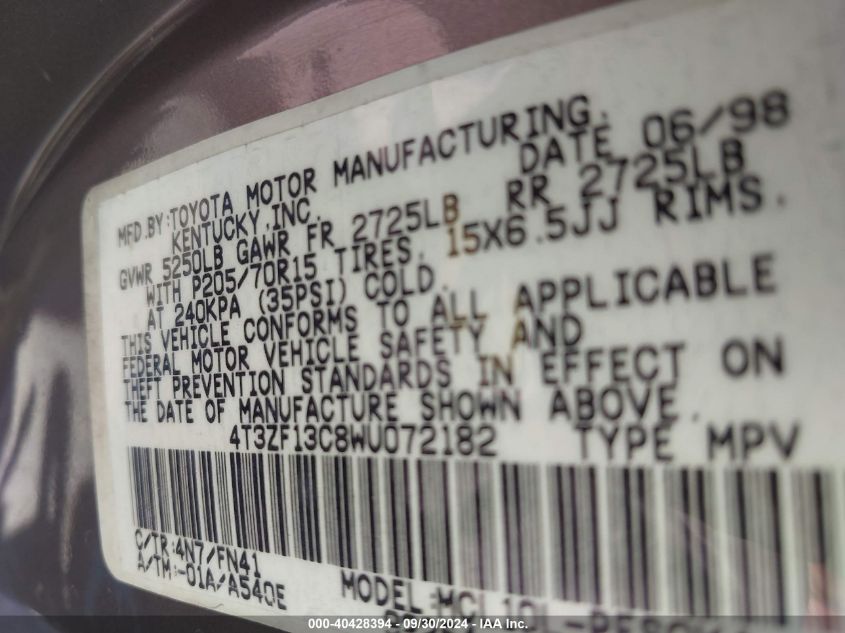 MFD.BY:TOYOTA MOTOR MANUFACTURING.
KENTUCKY,INC. DATE 06/98
GVWR 5250LB GAWR FR 2725LB RR 2725LB
WITH P205/70R15 TIRES. 15X6.5JJ RIMS.
AT 240KPA (35PSI) COLD.
THIS VEHICLE CONFORMS TO ALL APPLICABLE
FEDERAL MOTOR VEHICLE SAFETY AND
THEFT PREVENTION STANDARDS IN EFFECT ON
THE DATE OF MANUFACTURE SHOWN ABOVE.
4T3ZF13C8WU072182 TYPE MPV
C/TR:4N7/FN41
A/TM:-01A/A540E
MODEL:
000-40428394 - 09/30/2024 - IAA, Inc.